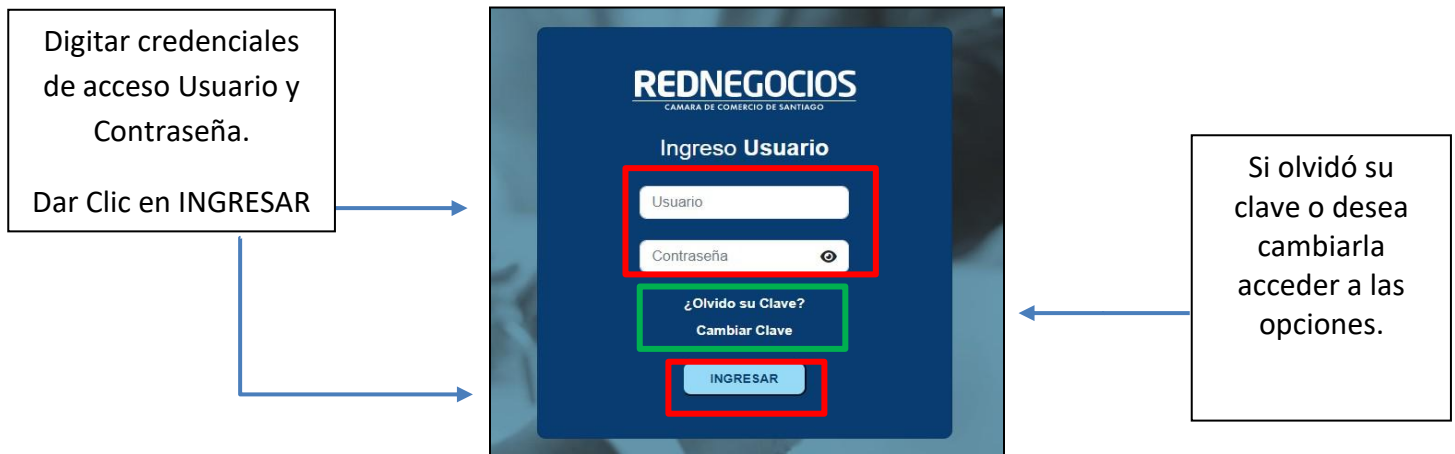 Digitar credenciales
de acceso Usuario y
Contraseña.
Dar Clic en INGRESAR
REDNEGOCIOS
CAMARA DE COMERCIO DE SANTIAGO
Ingreso Usuario
Usuario
Contraseña
¿Olvido su Clave?
Cambiar Clave
INGRESAR
Si olvidó su
clave o desea
cambiarla
acceder a las
opciones.